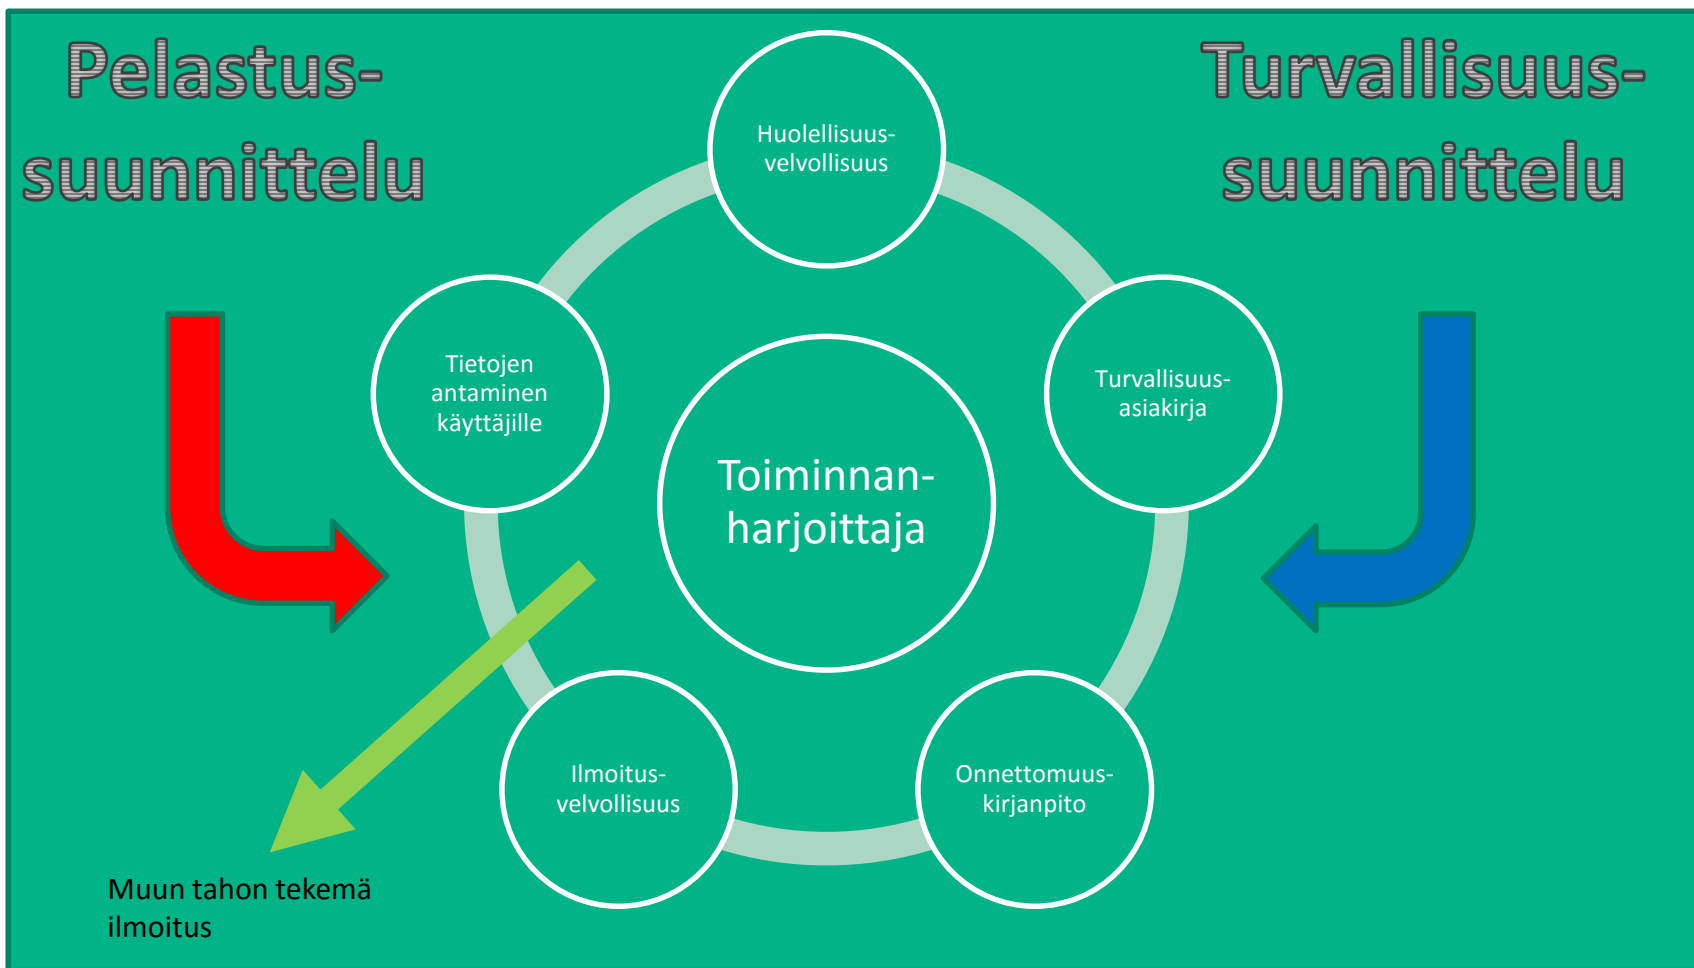 Pelastus-
suunnittelu
Turvallisuus-
suunnittelu
Huolellisuus-
velvollisuus
Tietojen
antaminen
käyttäjille
Turvallisuus-
asiakirja
Toiminnan-
harjoittaja
Ilmoitus-
velvollisuus
Onnettomuus-
kirjanpito
Muun tahon tekemä
ilmoitus